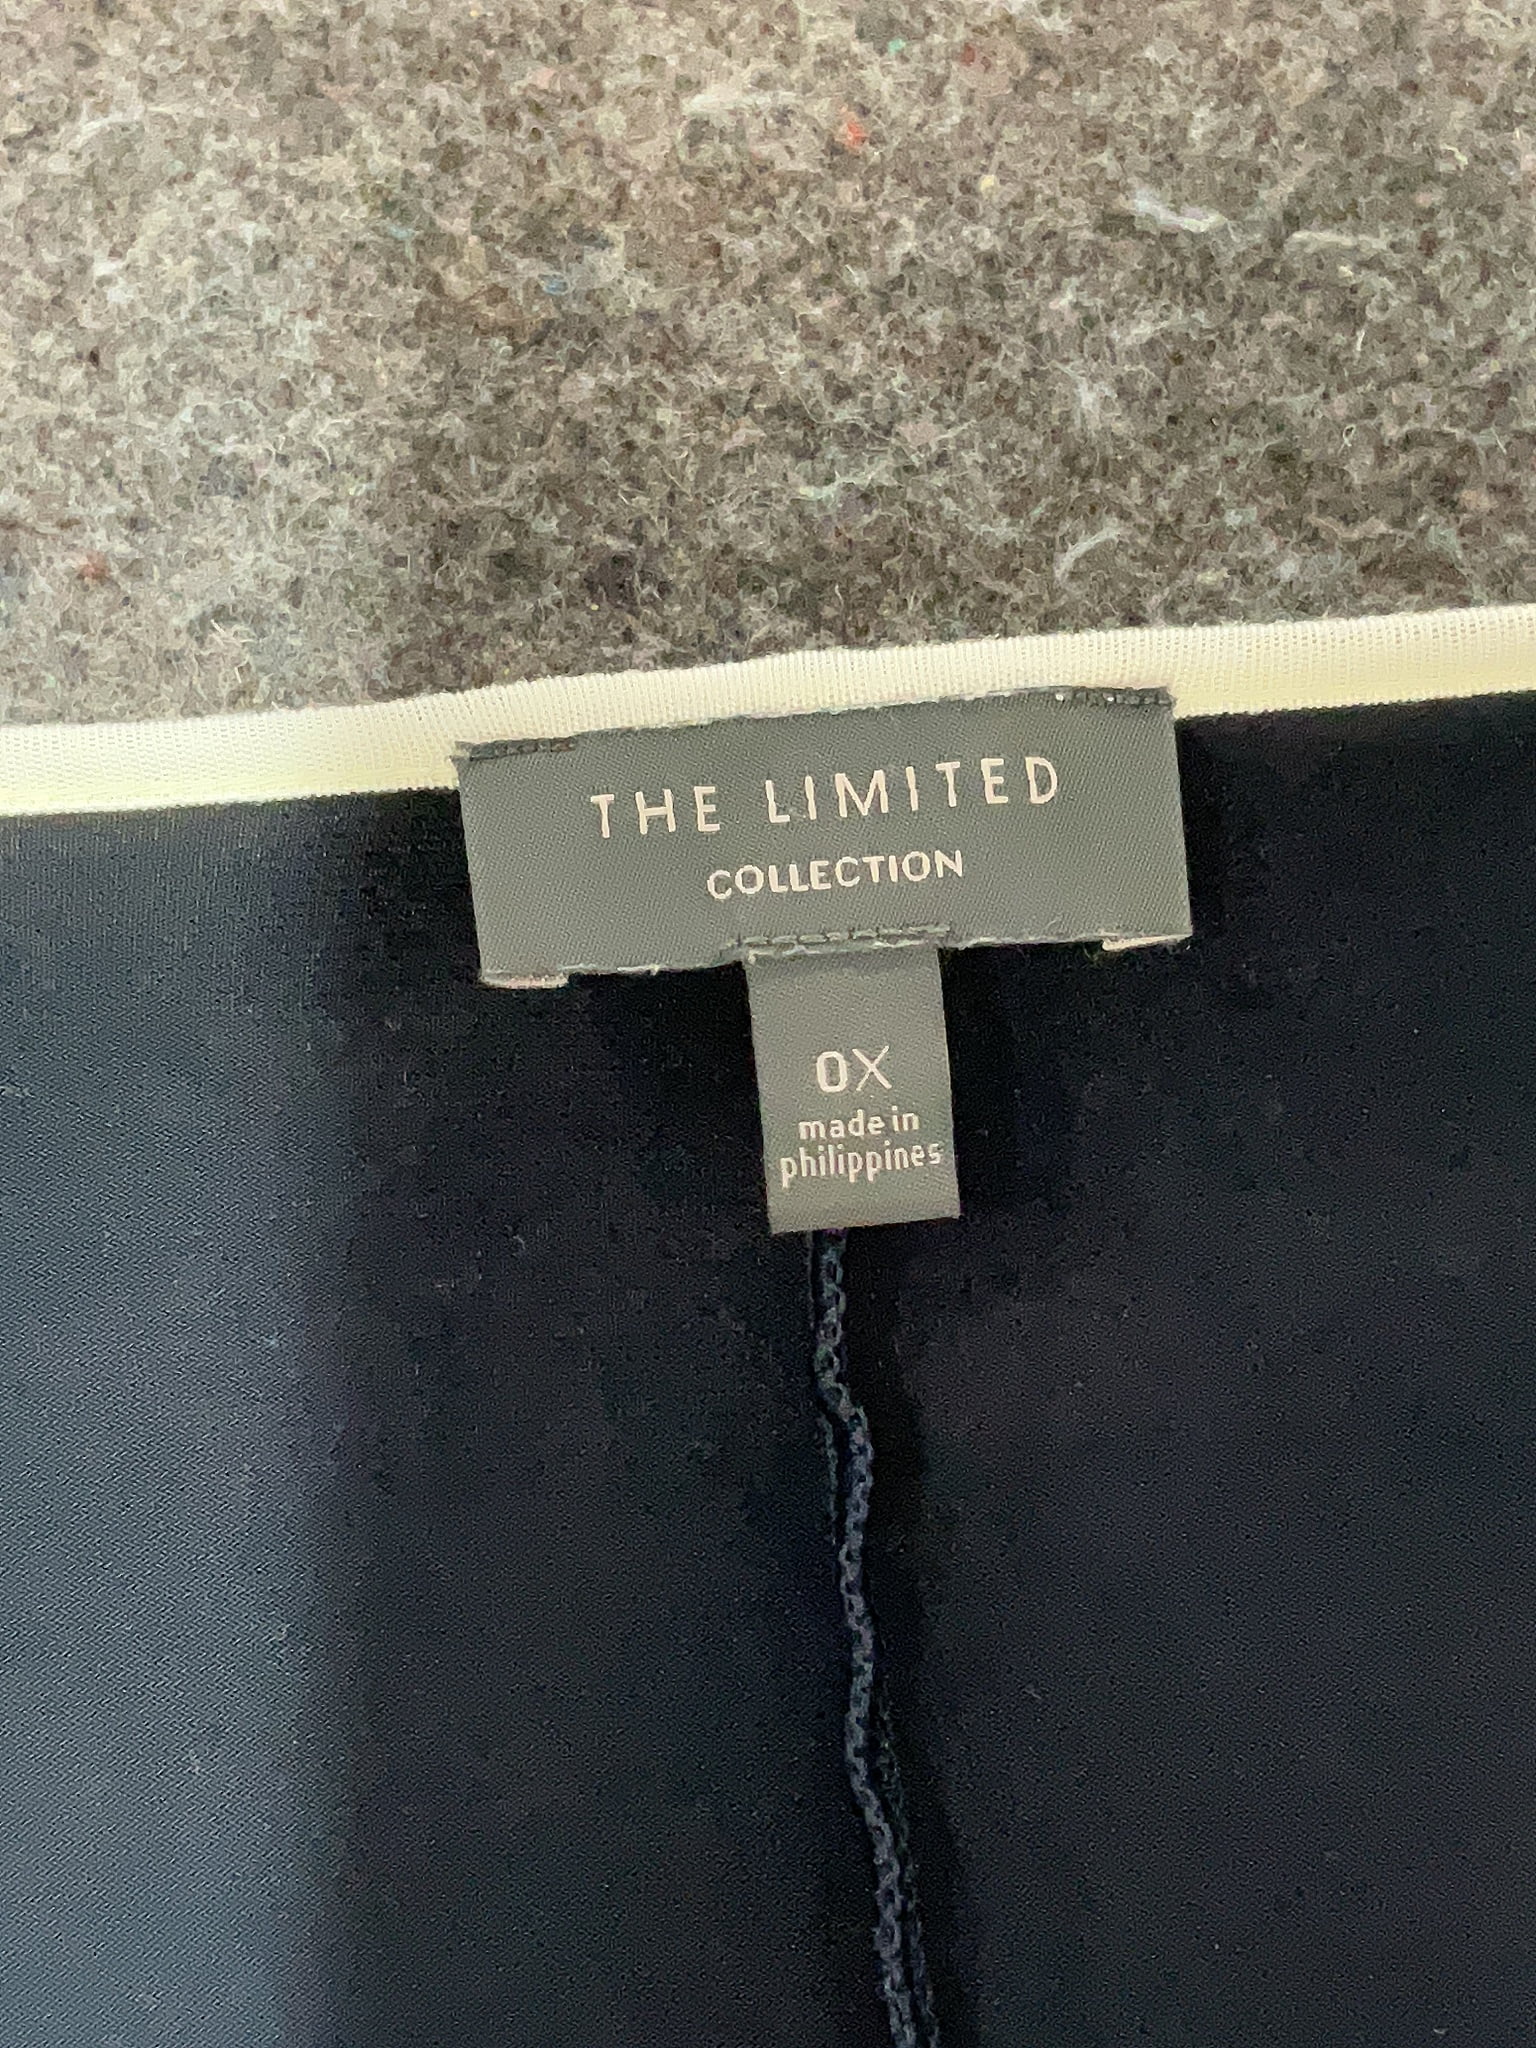 THE LIMITED
COLLECTION
0X
made in
philippines